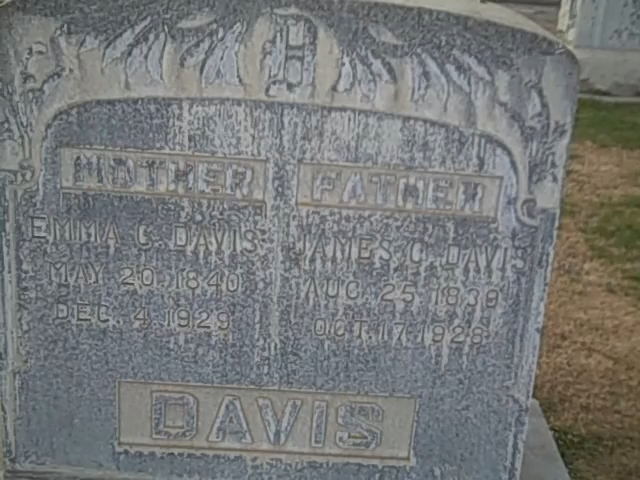 D
MOTHER
EMMA C. DAVIS
MAY 20, 1840
DEC. 4, 1929
FATHER
JAMES C. DAVIS
AUG. 25, 1839
OCT. 17, 1928
DAVIS